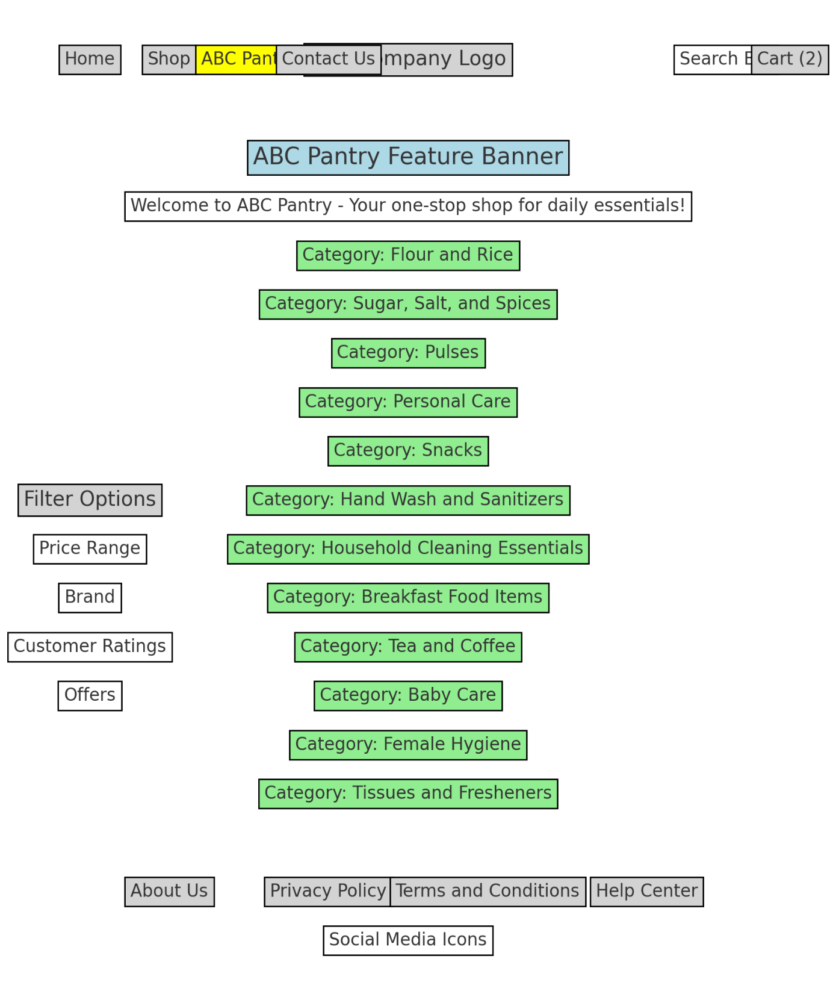 Home
Shop
ABC Pant
Contact Us
mpany Logo
Search
Cart (2)
ABC Pantry Feature Banner
Welcome to ABC Pantry - Your one-stop shop for daily essentials!
Category: Flour and Rice
Category: Sugar, Salt, and Spices
Category: Pulses
Category: Personal Care
Category: Snacks
Filter Options
Category: Hand Wash and Sanitizers
Price Range
Category: Household Cleaning Essentials
Brand
Category: Breakfast Food Items
Customer Ratings
Category: Tea and Coffee
Offers
Category: Baby Care
Category: Female Hygiene
Category: Tissues and Fresheners
About Us
Privacy Policy
Terms and Conditions
Help Center
Social Media Icons